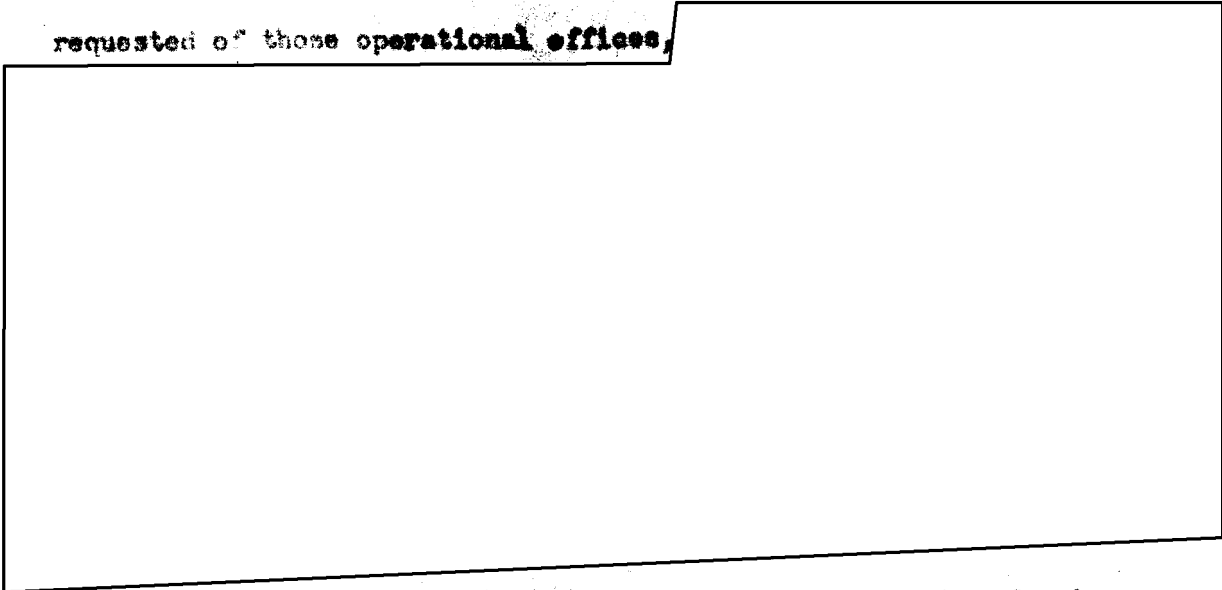 requested of those operational offices,